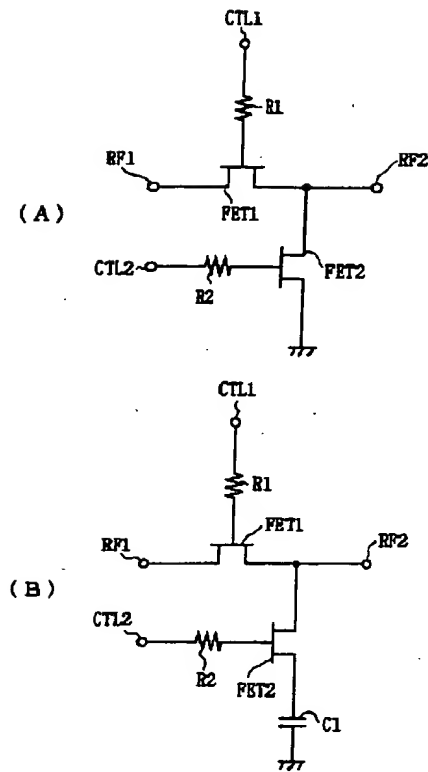 CTL1
R1
RF1
RF2
FET1
(A)
CTL2
R2
FET2
CTL1
R1
FET1
RF1
RF2
(B)
CTL2
R2
FET2
C1